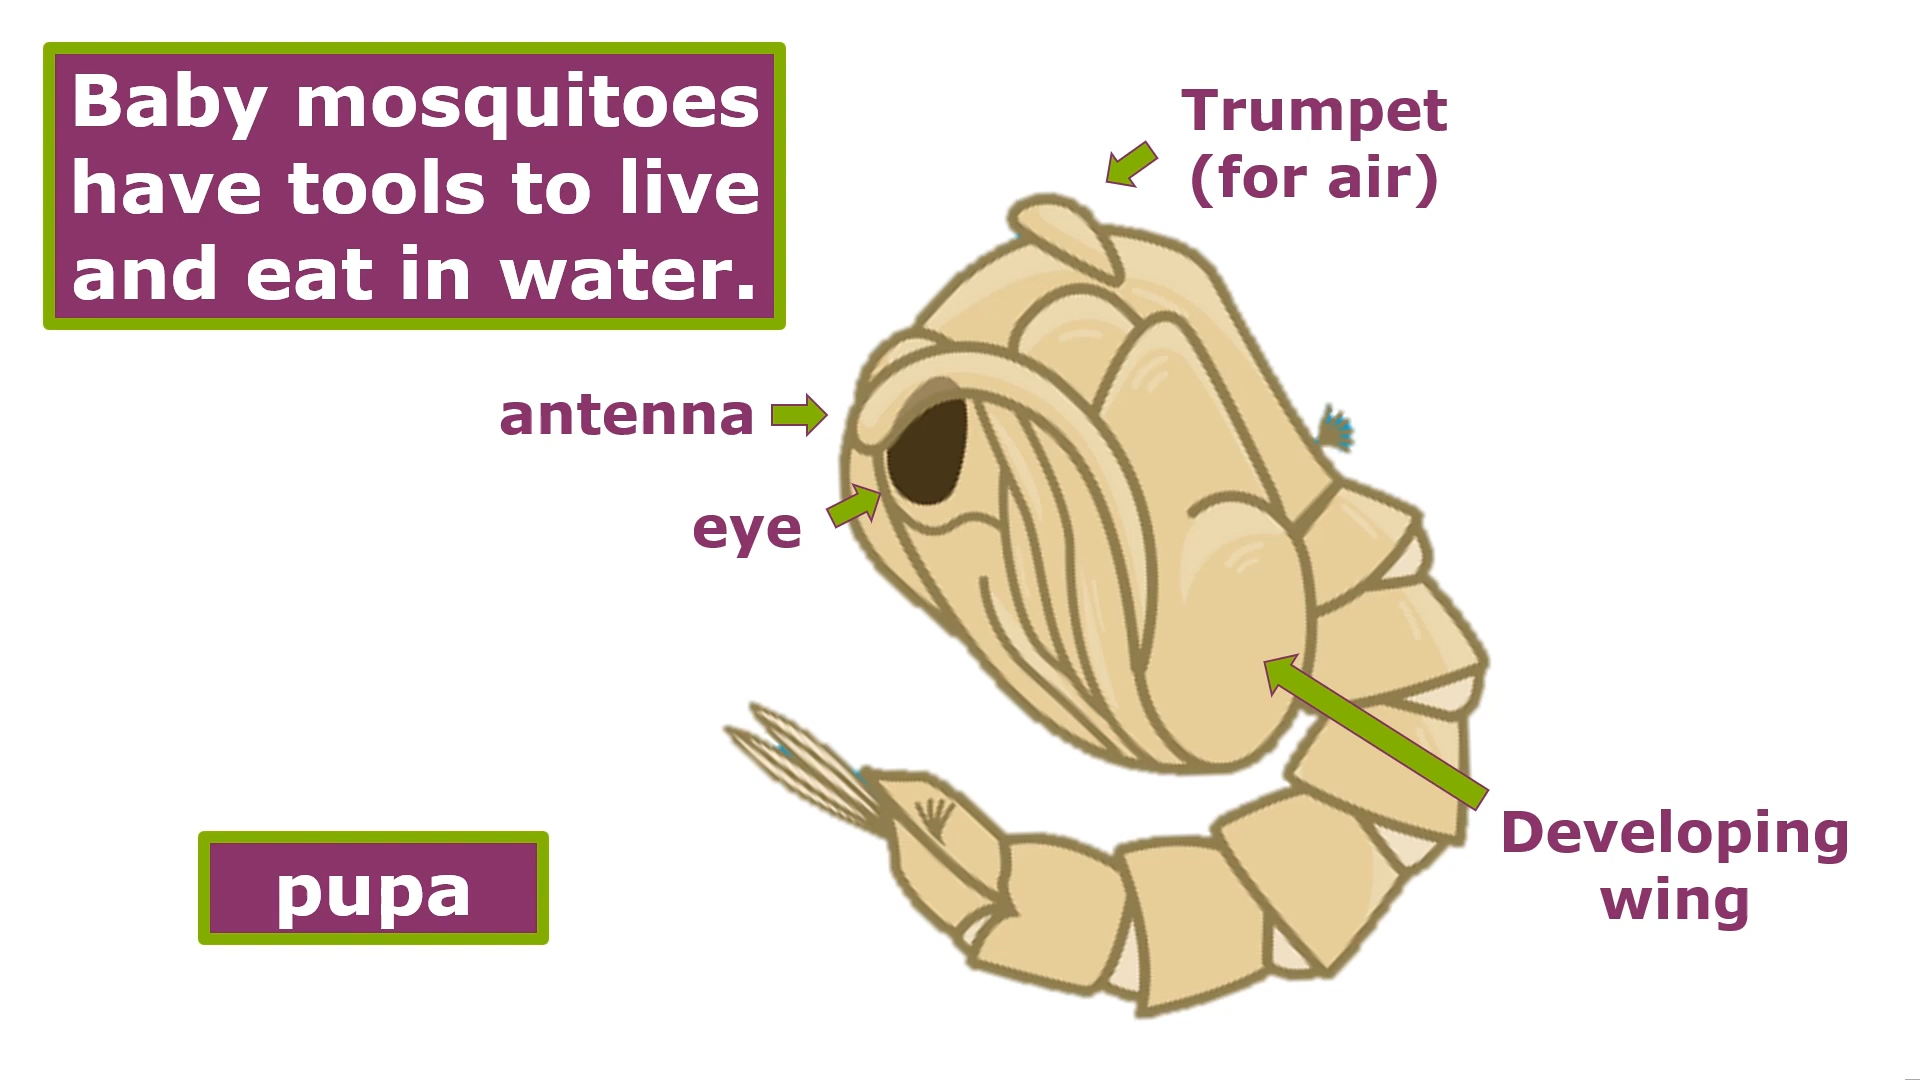 Baby mosquitoes
have tools to live
and eat in water.
Trumpet
(for air)
antenna
eye
Developing
wing
pupa